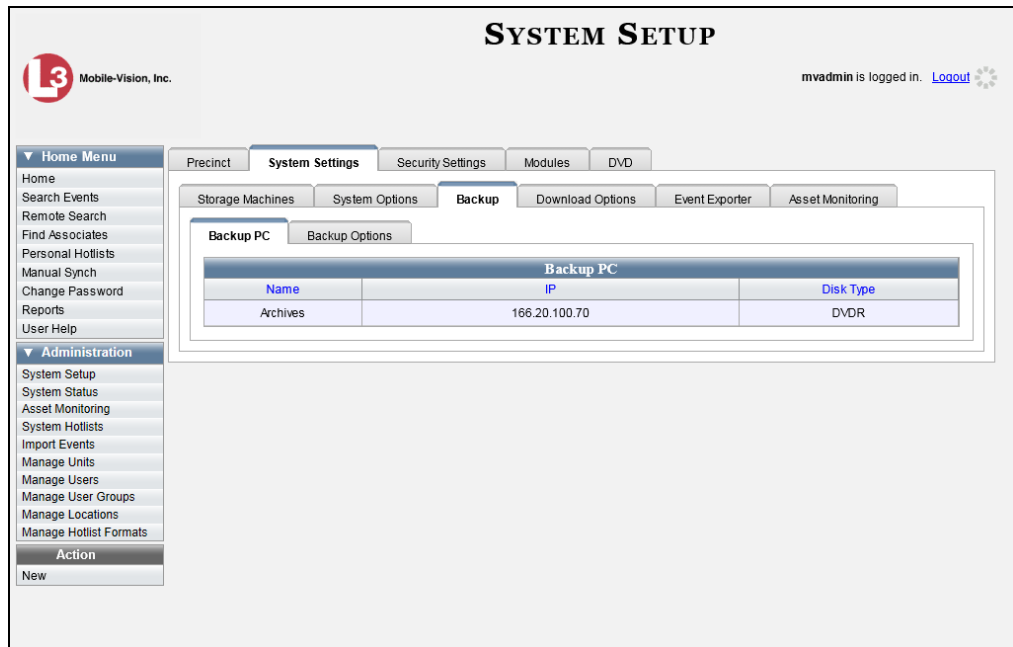 SYSTEM SETUP
L3 Mobile-Vision, Inc.
mvadmin is logged in. Logout
▼ Home Menu
Home
Search Events
Remote Search
Find Associates
Personal Hotlists
Manual Synch
Change Password
Reports
User Help
▼ Administration
System Setup
System Status
Asset Monitoring
System Hotlists
Import Events
Manage Units
Manage Users
Manage User Groups
Manage Locations
Manage Hotlist Formats
Action
New
Precinct System Settings Security Settings Modules DVD
Storage Machines System Options Backup Download Options Event Exporter Asset Monitoring
Backup PC Backup Options
Backup PC
Name IP Disk Type
Archives 166.20.100.70 DVDR